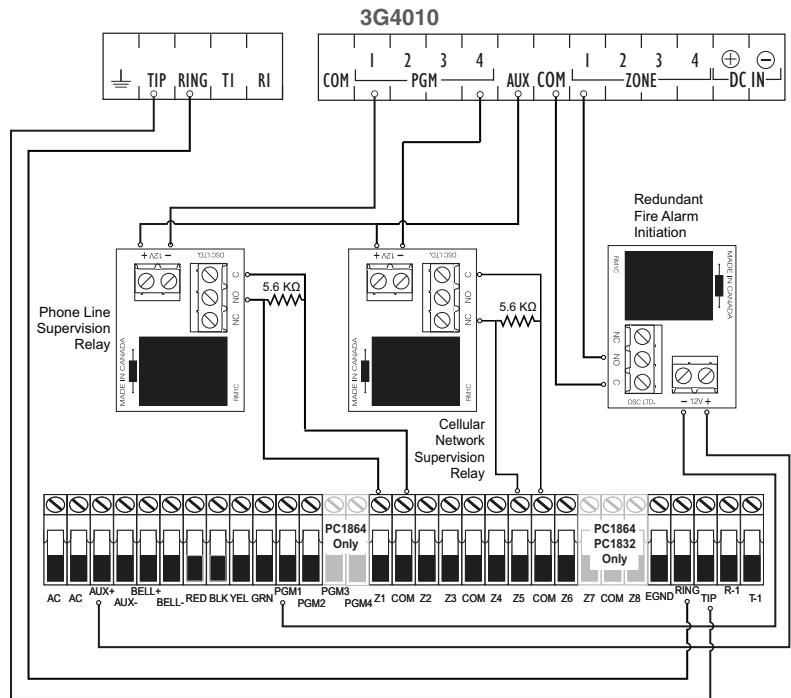 3G4010
1 2 3 4 1 2 3 4 + −
TIP RING T1 R1 COM PGM AUX COM ZONE DC IN
Redundant
Fire Alarm
Initiation
+ 12V −
DSC LTD.
C
NO
NC
MADE IN CANADA
RM1C
5.6 KΩ
Phone Line
Supervision
Relay
+ 12V −
DSC LTD.
C
NO
NC
MADE IN CANADA
RM1C
5.6 KΩ
Cellular
Network
Supervision
Relay
RM1C
MADE IN CANADA
NC
NO
C
DSC LTD.
− 12V +
PC1864
Only
PC1864
PC1832
Only
AC AC AUX+ AUX- BELL+ BELL- RED BLK YEL GRN PGM1 PGM2 PGM3 PGM4 Z1 COM Z2 Z3 COM Z4 Z5 COM Z6 Z7 COM Z8 EGND RING TIP R-1 T-1